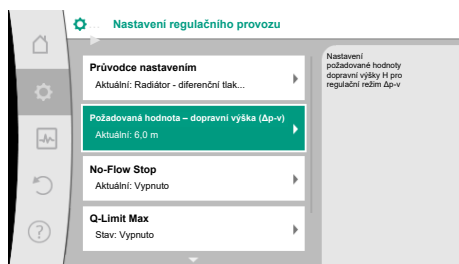 Nastavení regulačního provozu
Průvodce nastavením
Aktuální: Radiátor - diferenční tlak...
Požadovaná hodnota – dopravní výška (Δp-v)
Aktuální: 6,0 m
No-Flow Stop
Aktuální: Vypnuto
Q-Limit Max
Stav: Vypnuto
Nastavení
požadované hodnoty
dopravní výšky H pro
regulační režim Δp-v